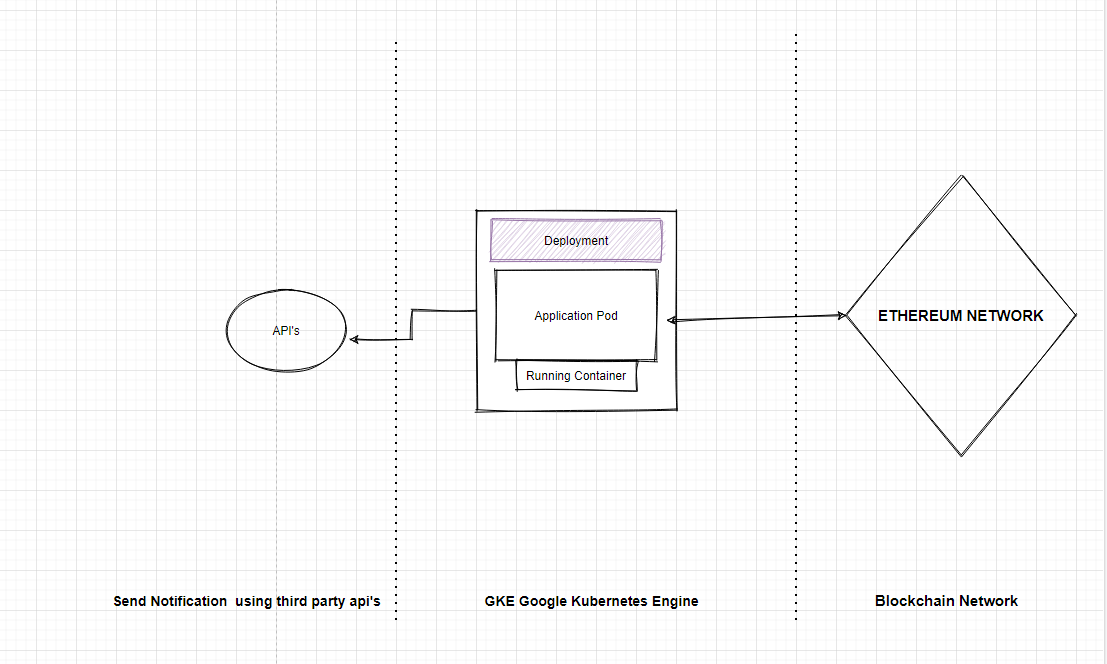 Deployment
Application Pod
Running Container
API's
ETHEREUM NETWORK
Send Notification  using third party api's
GKE Google Kubernetes Engine
Blockchain Network